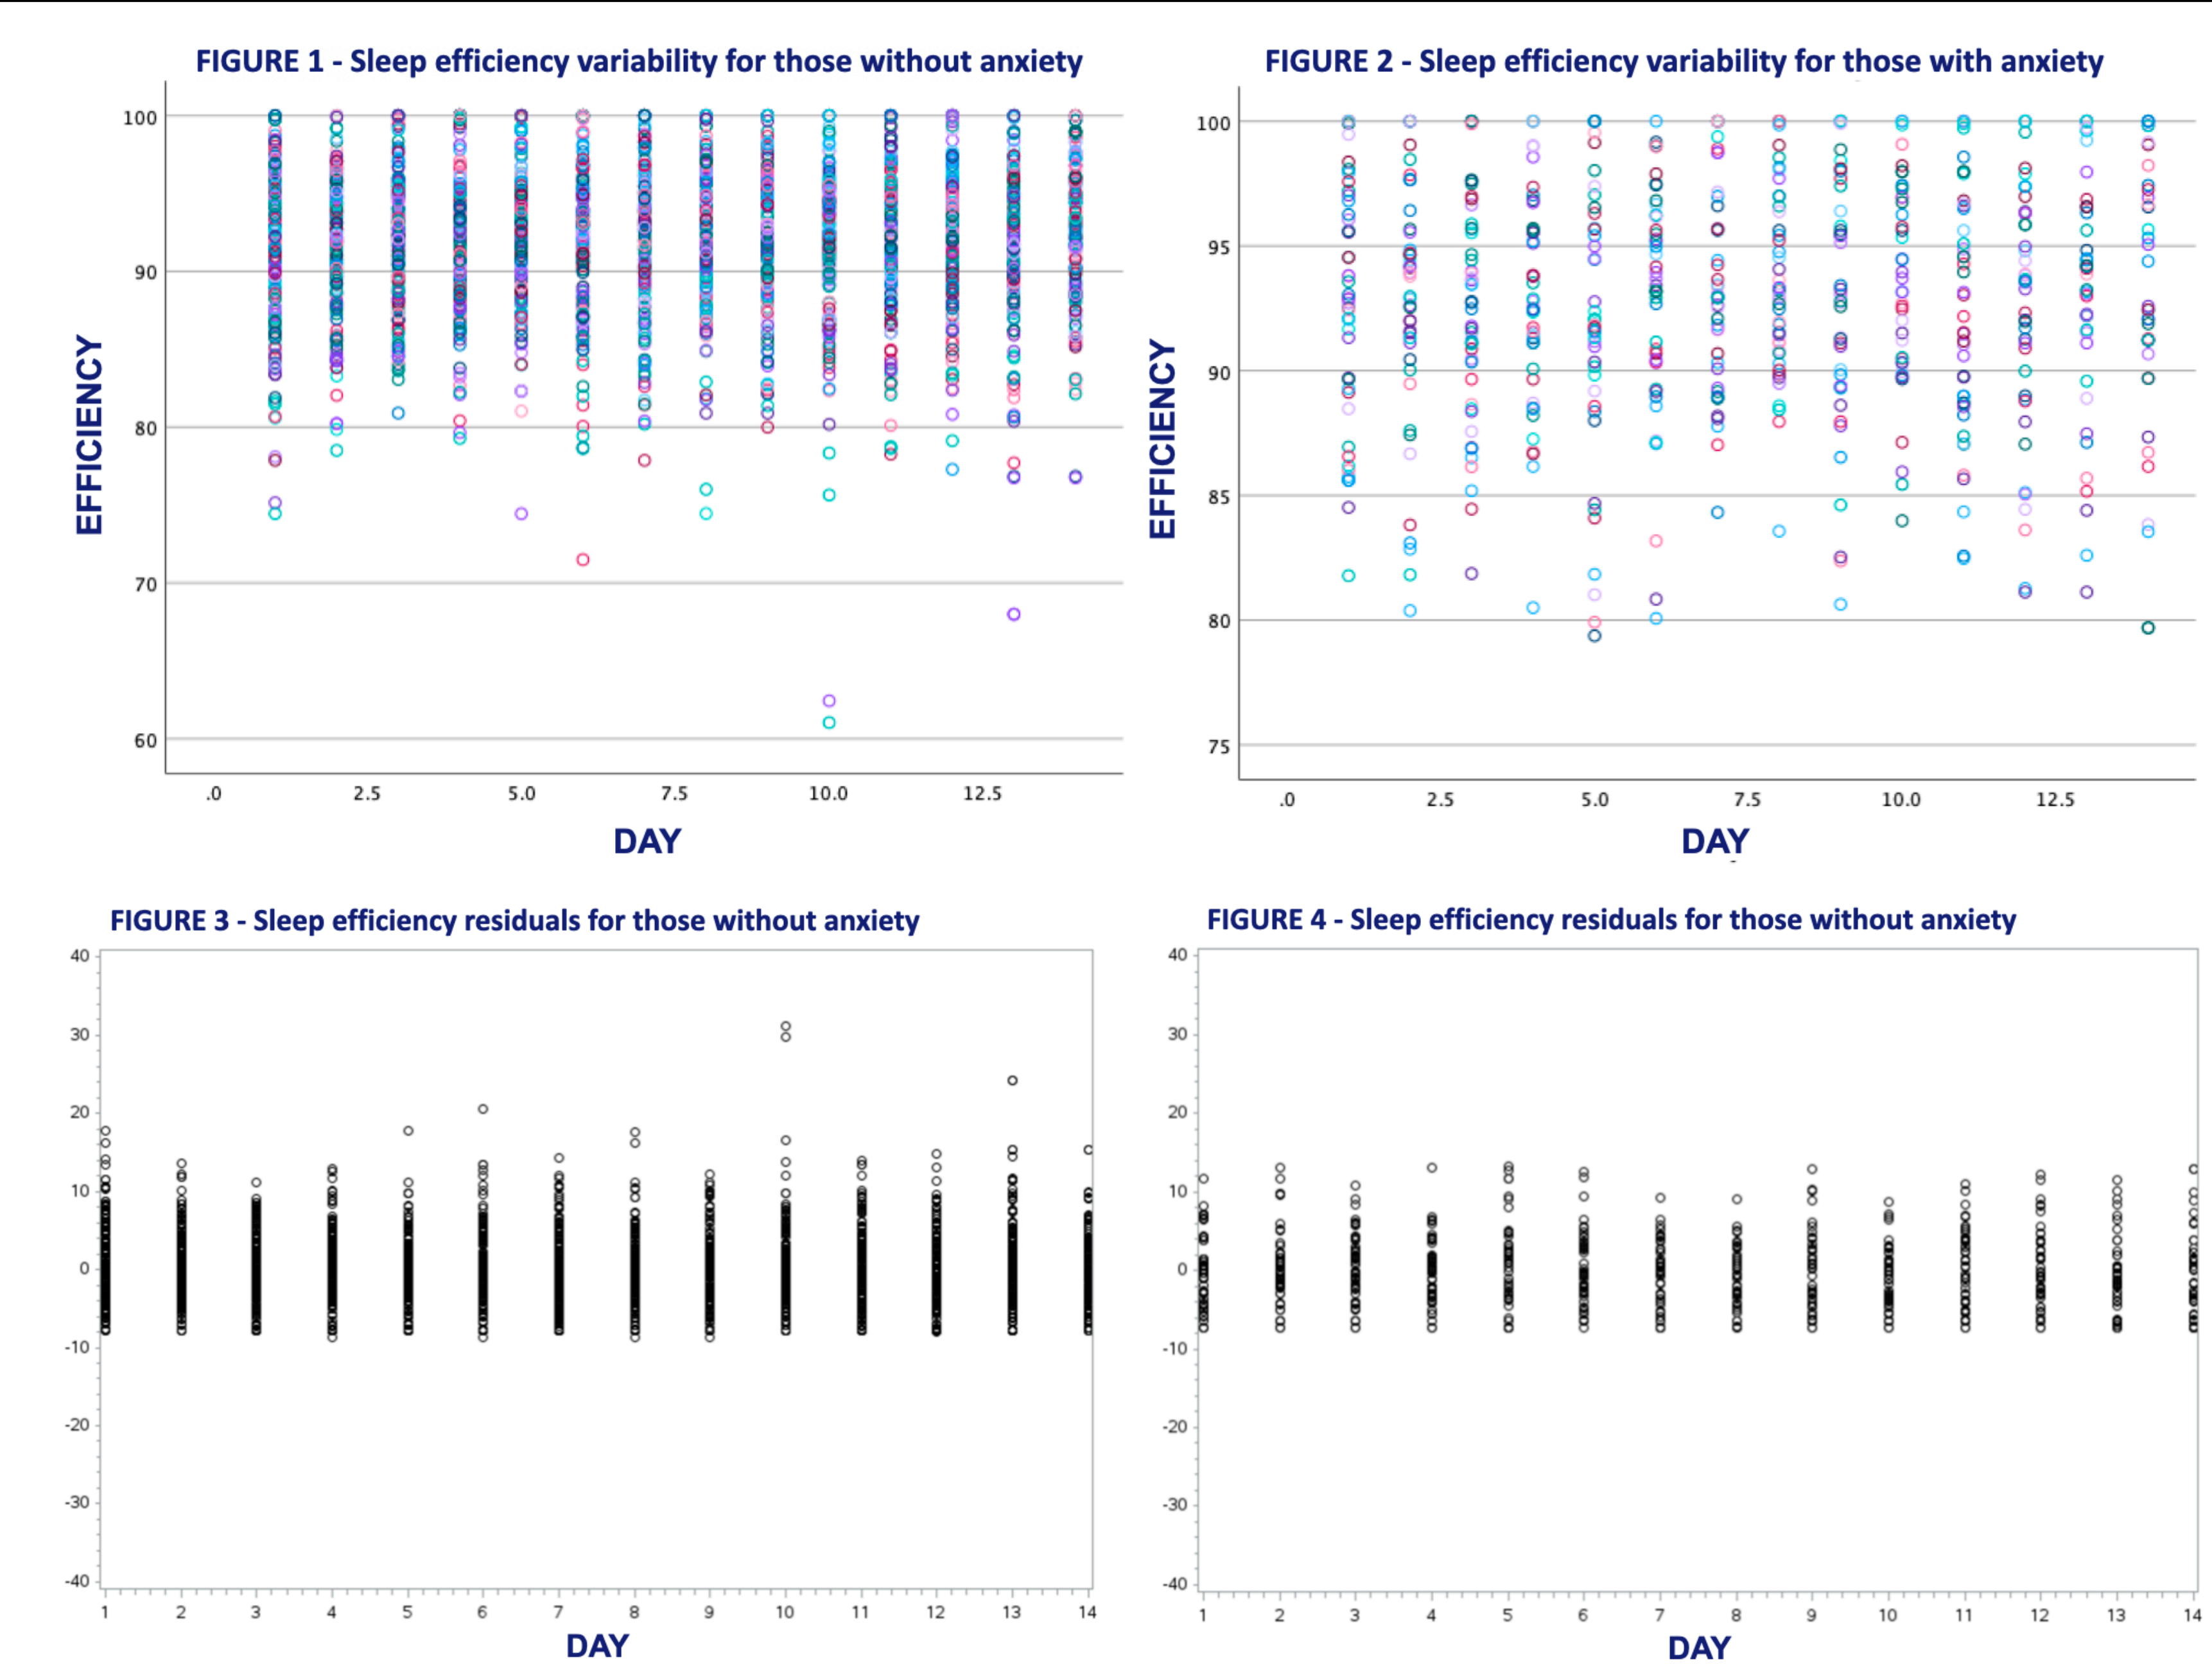 FIGURE 1 - Sleep efficiency variability for those without anxiety
100
90
80
70
60
EFFICIENCY
.0 2.5 5.0 7.5 10.0 12.5
DAY
FIGURE 2 - Sleep efficiency variability for those with anxiety
100
95
90
85
80
75
EFFICIENCY
.0 2.5 5.0 7.5 10.0 12.5
DAY
FIGURE 3 - Sleep efficiency residuals for those without anxiety
40
30
20
10
0
-10
-20
-30
-40
1 2 3 4 5 6 7 8 9 10 11 12 13 14
DAY
FIGURE 4 - Sleep efficiency residuals for those without anxiety
40
30
20
10
0
-10
-20
-30
-40
1 2 3 4 5 6 7 8 9 10 11 12 13 14
DAY